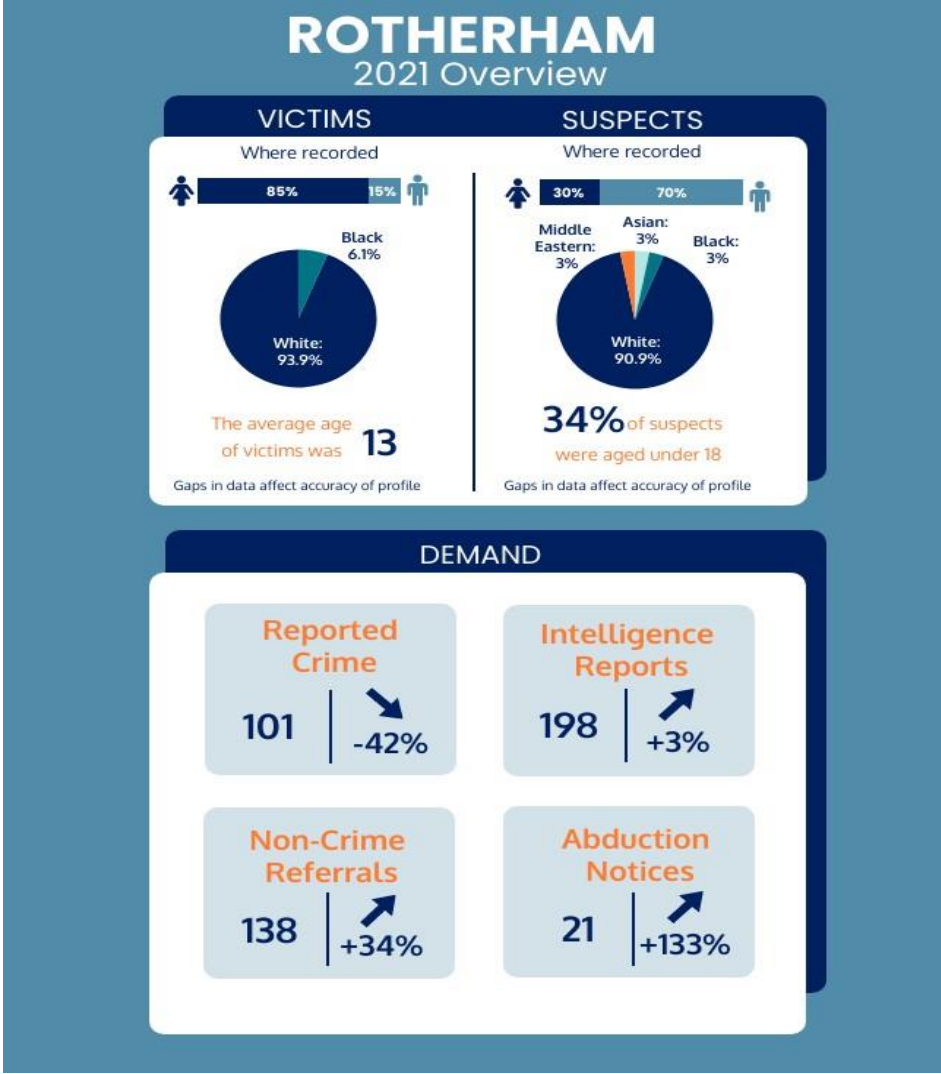 ROTHERHAM
2021 Overview
VICTIMS
Where recorded
85%
15%
Black
6.1%
White:
93.9%
The average age
of victims was
13
Gaps in data affect accuracy of profile
SUSPECTS
Where recorded
30%
70%
Middle
Eastern:
3%
Asian:
3%
Black:
3%
White:
90.9%
34% of suspects
were aged under 18
Gaps in data affect accuracy of profile
DEMAND
Reported
Crime
101
-42%
Intelligence
Reports
198
+3%
Non-Crime
Referrals
138
+34%
Abduction
Notices
21
+133%